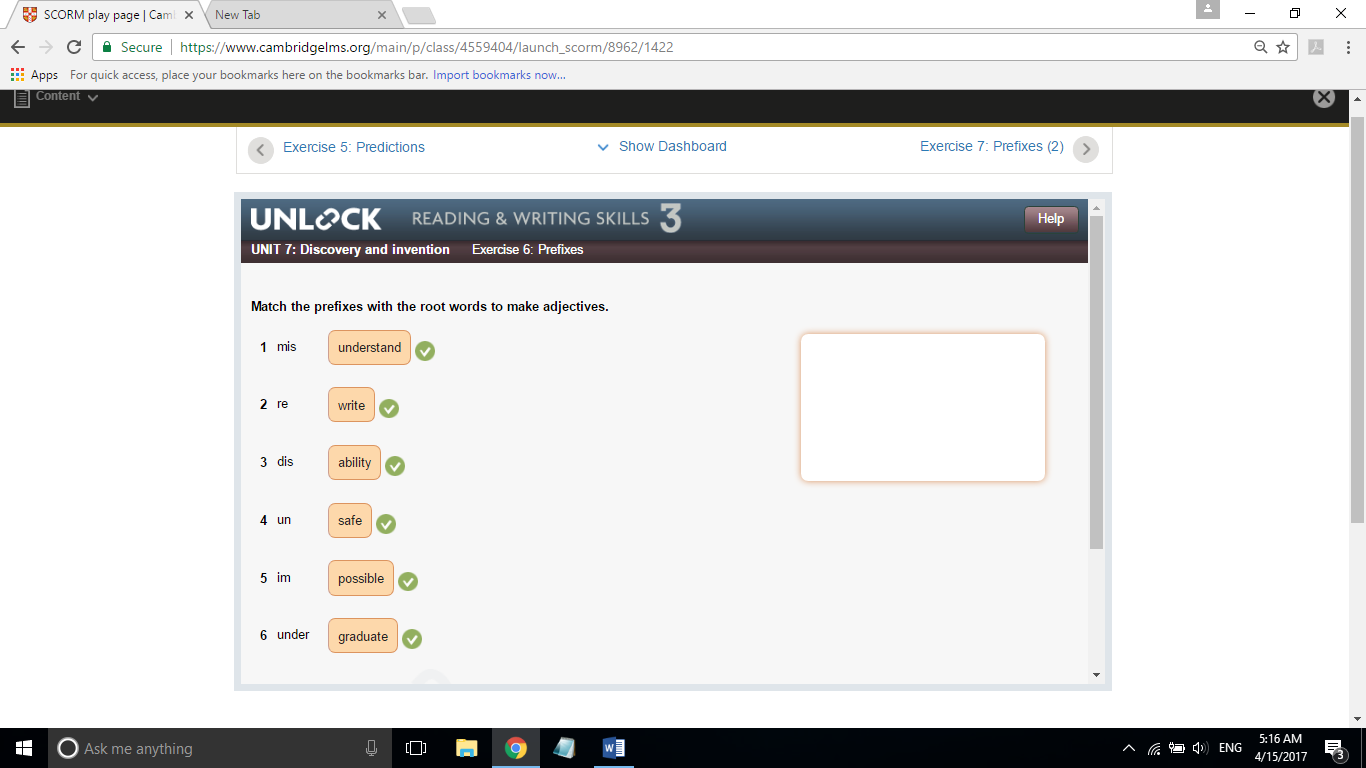 SCORM play page | Cam
New Tab
Secure
https://www.cambridgelms.org/main/p/class/4559404/launch_scorm/8962/1422
Apps
For quick access, place your bookmarks here on the bookmarks bar. Import bookmarks now...
Content
Exercise 5: Predictions
Show Dashboard
Exercise 7: Prefixes (2)
UNLOCK READING & WRITING SKILLS 3
Help
UNIT 7: Discovery and invention Exercise 6: Prefixes
Match the prefixes with the root words to make adjectives.
1 mis understand
2 re write
3 dis ability
4 un safe
5 im possible
6 under graduate
Ask me anything
ENG
5:16 AM
4/15/2017
3